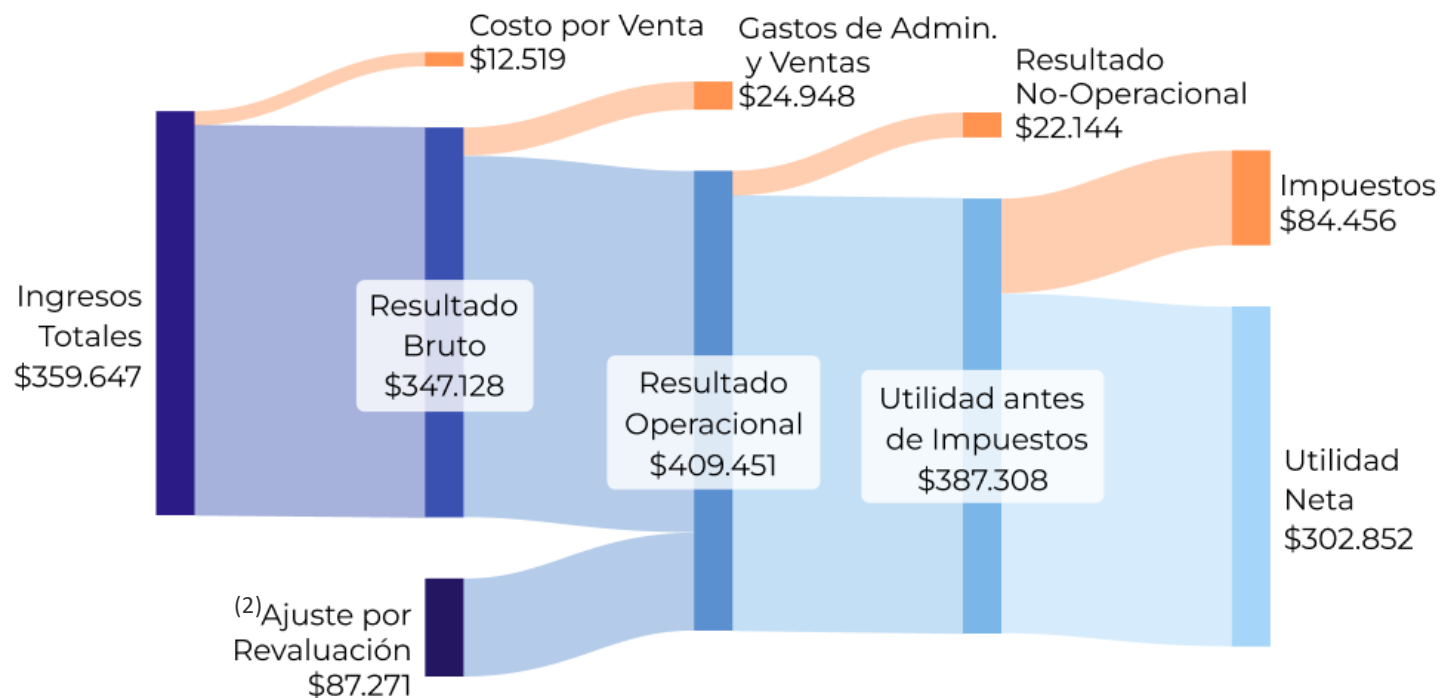 Costo por Venta
$12.519
Gastos de Admin.
y Ventas
$24.948
Resultado
No-Operacional
$22.144
Impuestos
$84.456
Ingresos
Totales
$359.647
Resultado
Bruto
$347.128
Resultado
Operacional
$409.451
Utilidad antes
de Impuestos
$387.308
Utilidad
Neta
$302.852
(2)Ajuste por
Revaluación
$87.271